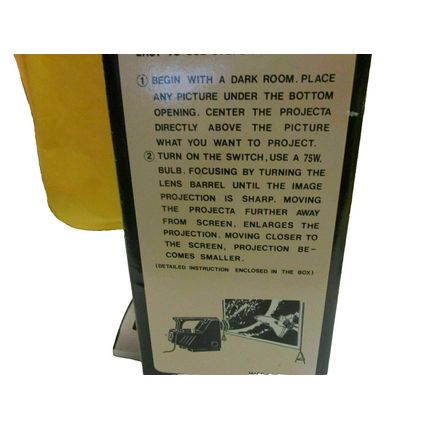 ① BEGIN WITH A DARK ROOM. PLACE
ANY PICTURE UNDER THE BOTTOM
OPENING. CENTER THE PROJECTA
DIRECTLY ABOVE THE PICTURE
WHAT YOU WANT TO PROJECT.
② TURN ON THE SWITCH, USE A 75W.
BULB. FOCUSING BY TURNING THE
LENS BARREL UNTIL THE IMAGE
PROJECTION IS SHARP. MOVING
THE PROJECTA FURTHER AWAY
FROM SCREEN, ENLARGES THE
PROJECTION. MOVING CLOSER TO
THE SCREEN, PROJECTION BE-
COMES SMALLER.
(DETAILED INSTRUCTION ENCLOSED IN THE BOX)